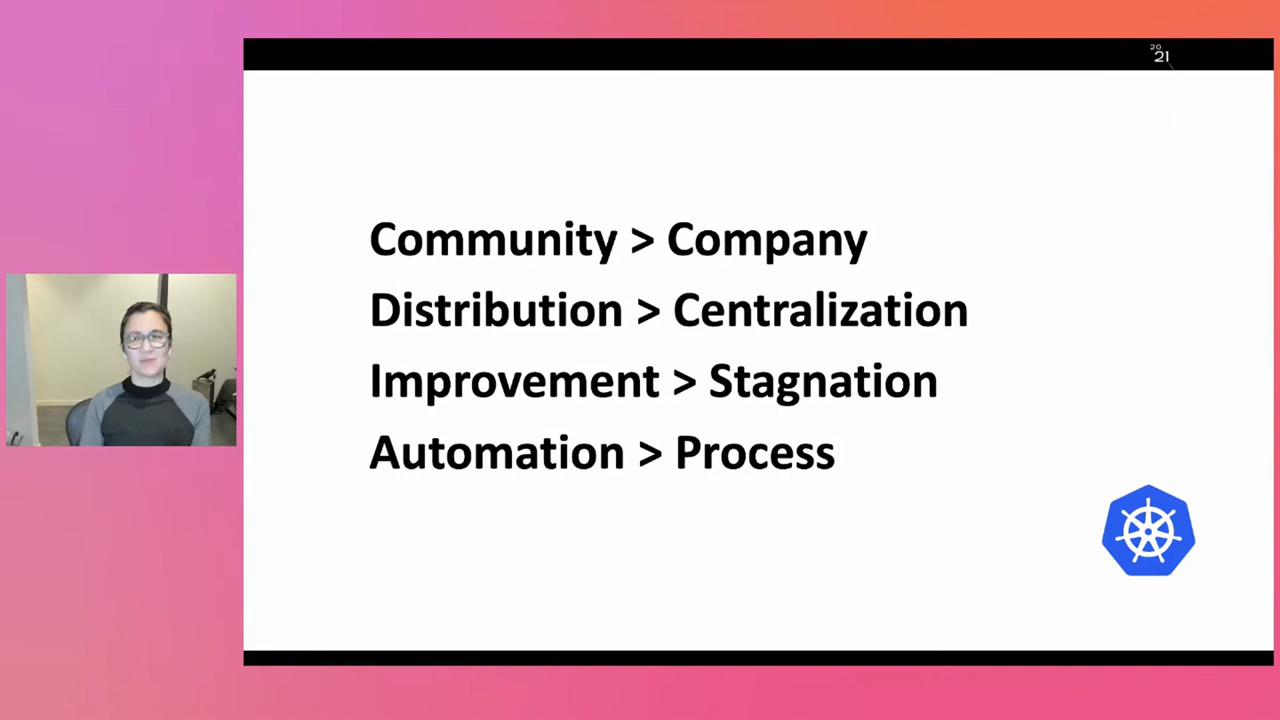 20
21
Community > Company
Distribution > Centralization
Improvement > Stagnation
Automation > Process